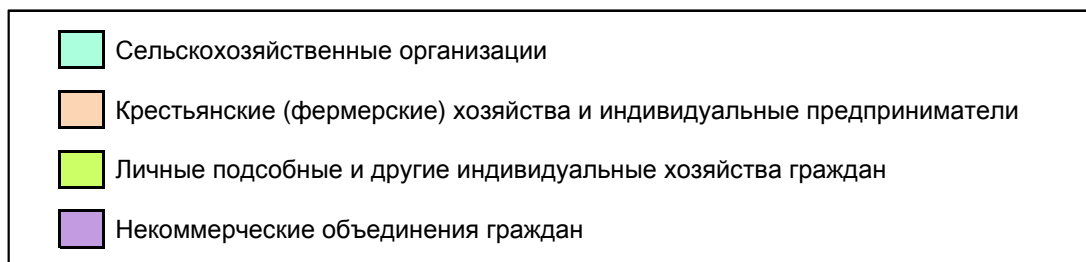 Сельскохозяйственные организации
Крестьянские (фермерские) хозяйства и индивидуальные предприниматели
Личные подсобные и другие индивидуальные хозяйства граждан
Некоммерческие объединения граждан